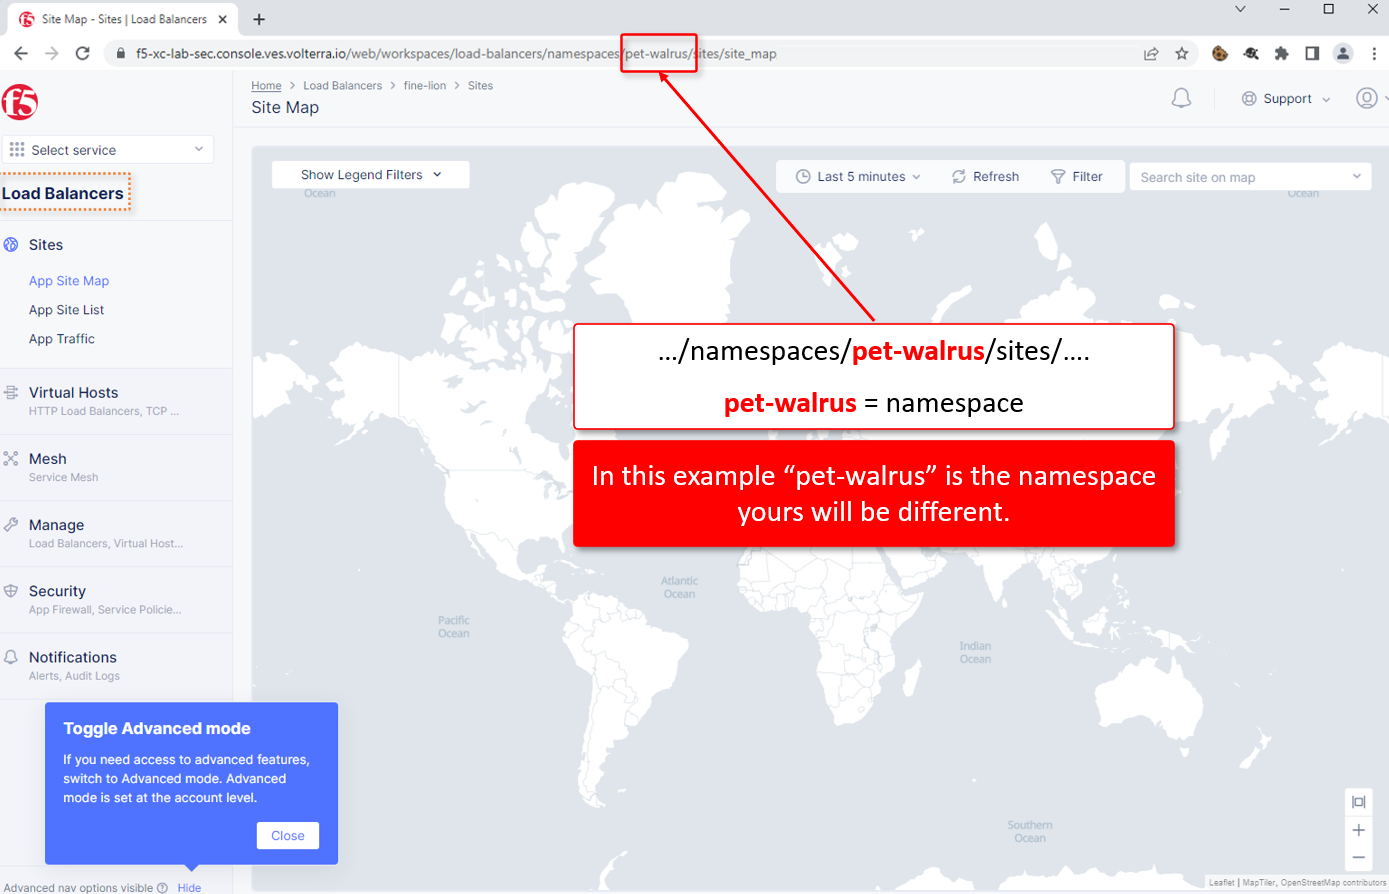 Site Map - Sites | Load Balancers
f5-xc-lab-sec.console.ves.volterra.io/web/workspaces/load-balancers/namespaces/pet-walrus/sites/site_map
f5
Home > Load Balancers > fine-lion > Sites
Site Map
Support
Select service
Load Balancers
Sites
App Site Map
App Site List
App Traffic
Virtual Hosts
HTTP Load Balancers, TCP ...
Mesh
Service Mesh
Manage
Load Balancers, Virtual Host...
Security
App Firewall, Service Policie...
Notifications
Alerts, Audit Logs
Toggle Advanced mode
If you need access to advanced features,
switch to Advanced mode. Advanced
mode is set at the account level.
Close
Advanced nav options visible
Hide
Show Legend Filters
Last 5 minutes
Refresh
Filter
Search site on map
Ocean
Ocean
.../namespaces/pet-walrus/sites/....
pet-walrus = namespace
In this example “pet-walrus” is the namespace
yours will be different.
Atlantic
Ocean
Pacific
Ocean
Indian
Ocean
Southern
Ocean
Leaflet | MapTiler, OpenStreetMap contributors